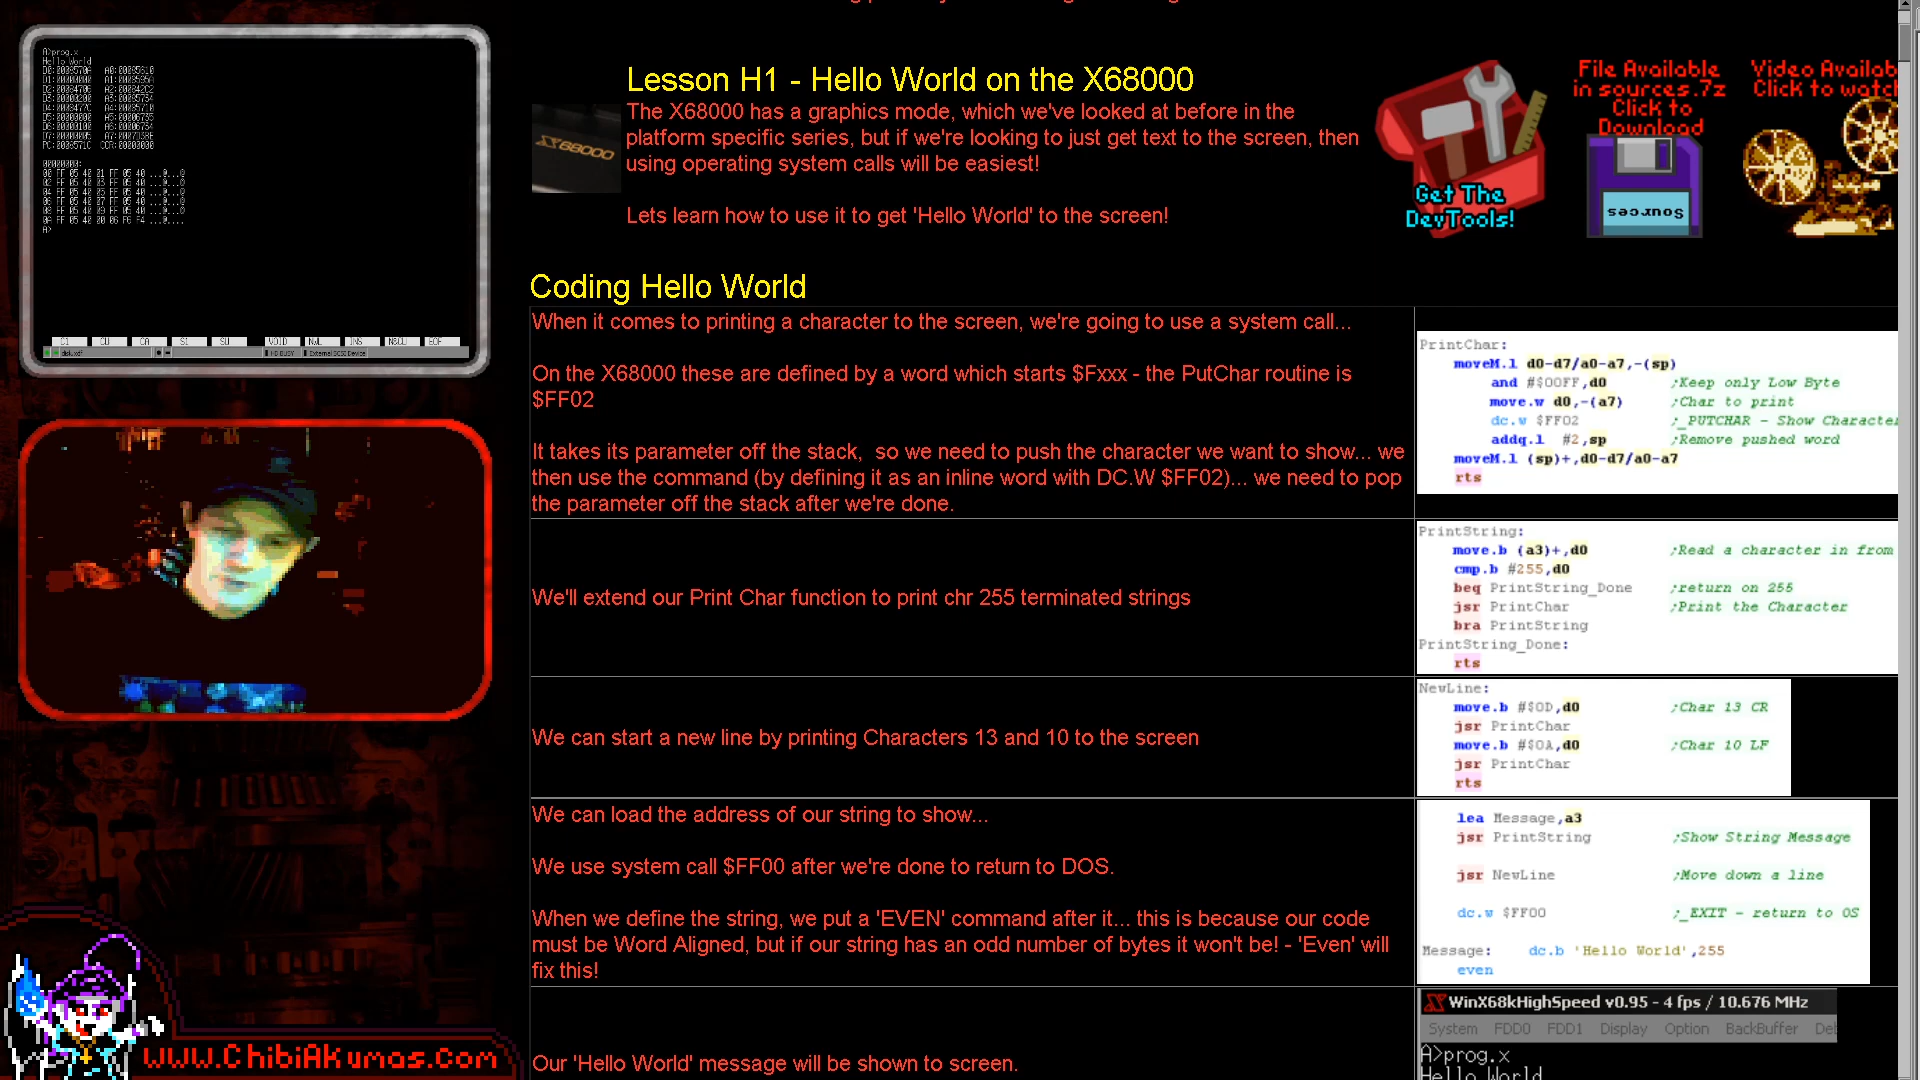 Lesson H1 - Hello World on the X68000
The X68000 has a graphics mode, which we've looked at before in the
platform specific series, but if we're looking to just get text to the screen, then
using operating system calls will be easiest!
Lets learn how to use it to get 'Hello World' to the screen!
X68000
Get The
DevTools!
File Available
in sources.7z
Click to
Download
Sources
Video Availab
Click to watch
A>prog.x
Hello World
Coding Hello World
When it comes to printing a character to the screen, we're going to use a system call...
On the X68000 these are defined by a word which starts $Fxxx - the PutChar routine is
$FF02
It takes its parameter off the stack,  so we need to push the character we want to show... we
then use the command (by defining it as an inline word with DC.W $FF02)... we need to pop
the parameter off the stack after we're done.
PrintChar:
moveM.l d0-d7/a0-a7,-(sp)
and #$00FF,d0 ;Keep only Low Byte
move.w d0,-(a7) ;Char to print
dc.w $FF02 ;_PUTCHAR - Show Character
addq.l #2,sp ;Remove pushed word
moveM.l (sp)+,d0-d7/a0-a7
rts
We'll extend our Print Char function to print chr 255 terminated strings
PrintString:
move.b (a3)+,d0 ;Read a character in from
cmp.b #255,d0
beq PrintString_Done ;return on 255
jsr PrintChar ;Print the Character
bra PrintString
PrintString_Done:
rts
We can start a new line by printing Characters 13 and 10 to the screen
NewLine:
move.b #$0D,d0 ;Char 13 CR
jsr PrintChar
move.b #$0A,d0 ;Char 10 LF
jsr PrintChar
rts
We can load the address of our string to show...
We use system call $FF00 after we're done to return to DOS.
When we define the string, we put a 'EVEN' command after it... this is because our code
must be Word Aligned, but if our string has an odd number of bytes it won't be! - 'Even' will
fix this!
lea Message,a3
jsr PrintString ;Show String Message
jsr NewLine ;Move down a line
dc.w $FF00 ;_EXIT - return to OS
Message: dc.b 'Hello World',255
even
Our 'Hello World' message will be shown to screen.
WinX68kHighSpeed v0.95 - 4 fps / 10.676 MHz
System FDD0 FDD1 Display Option BackBuffer
A>prog.x
Hello World
www.ChibiAkumas.com